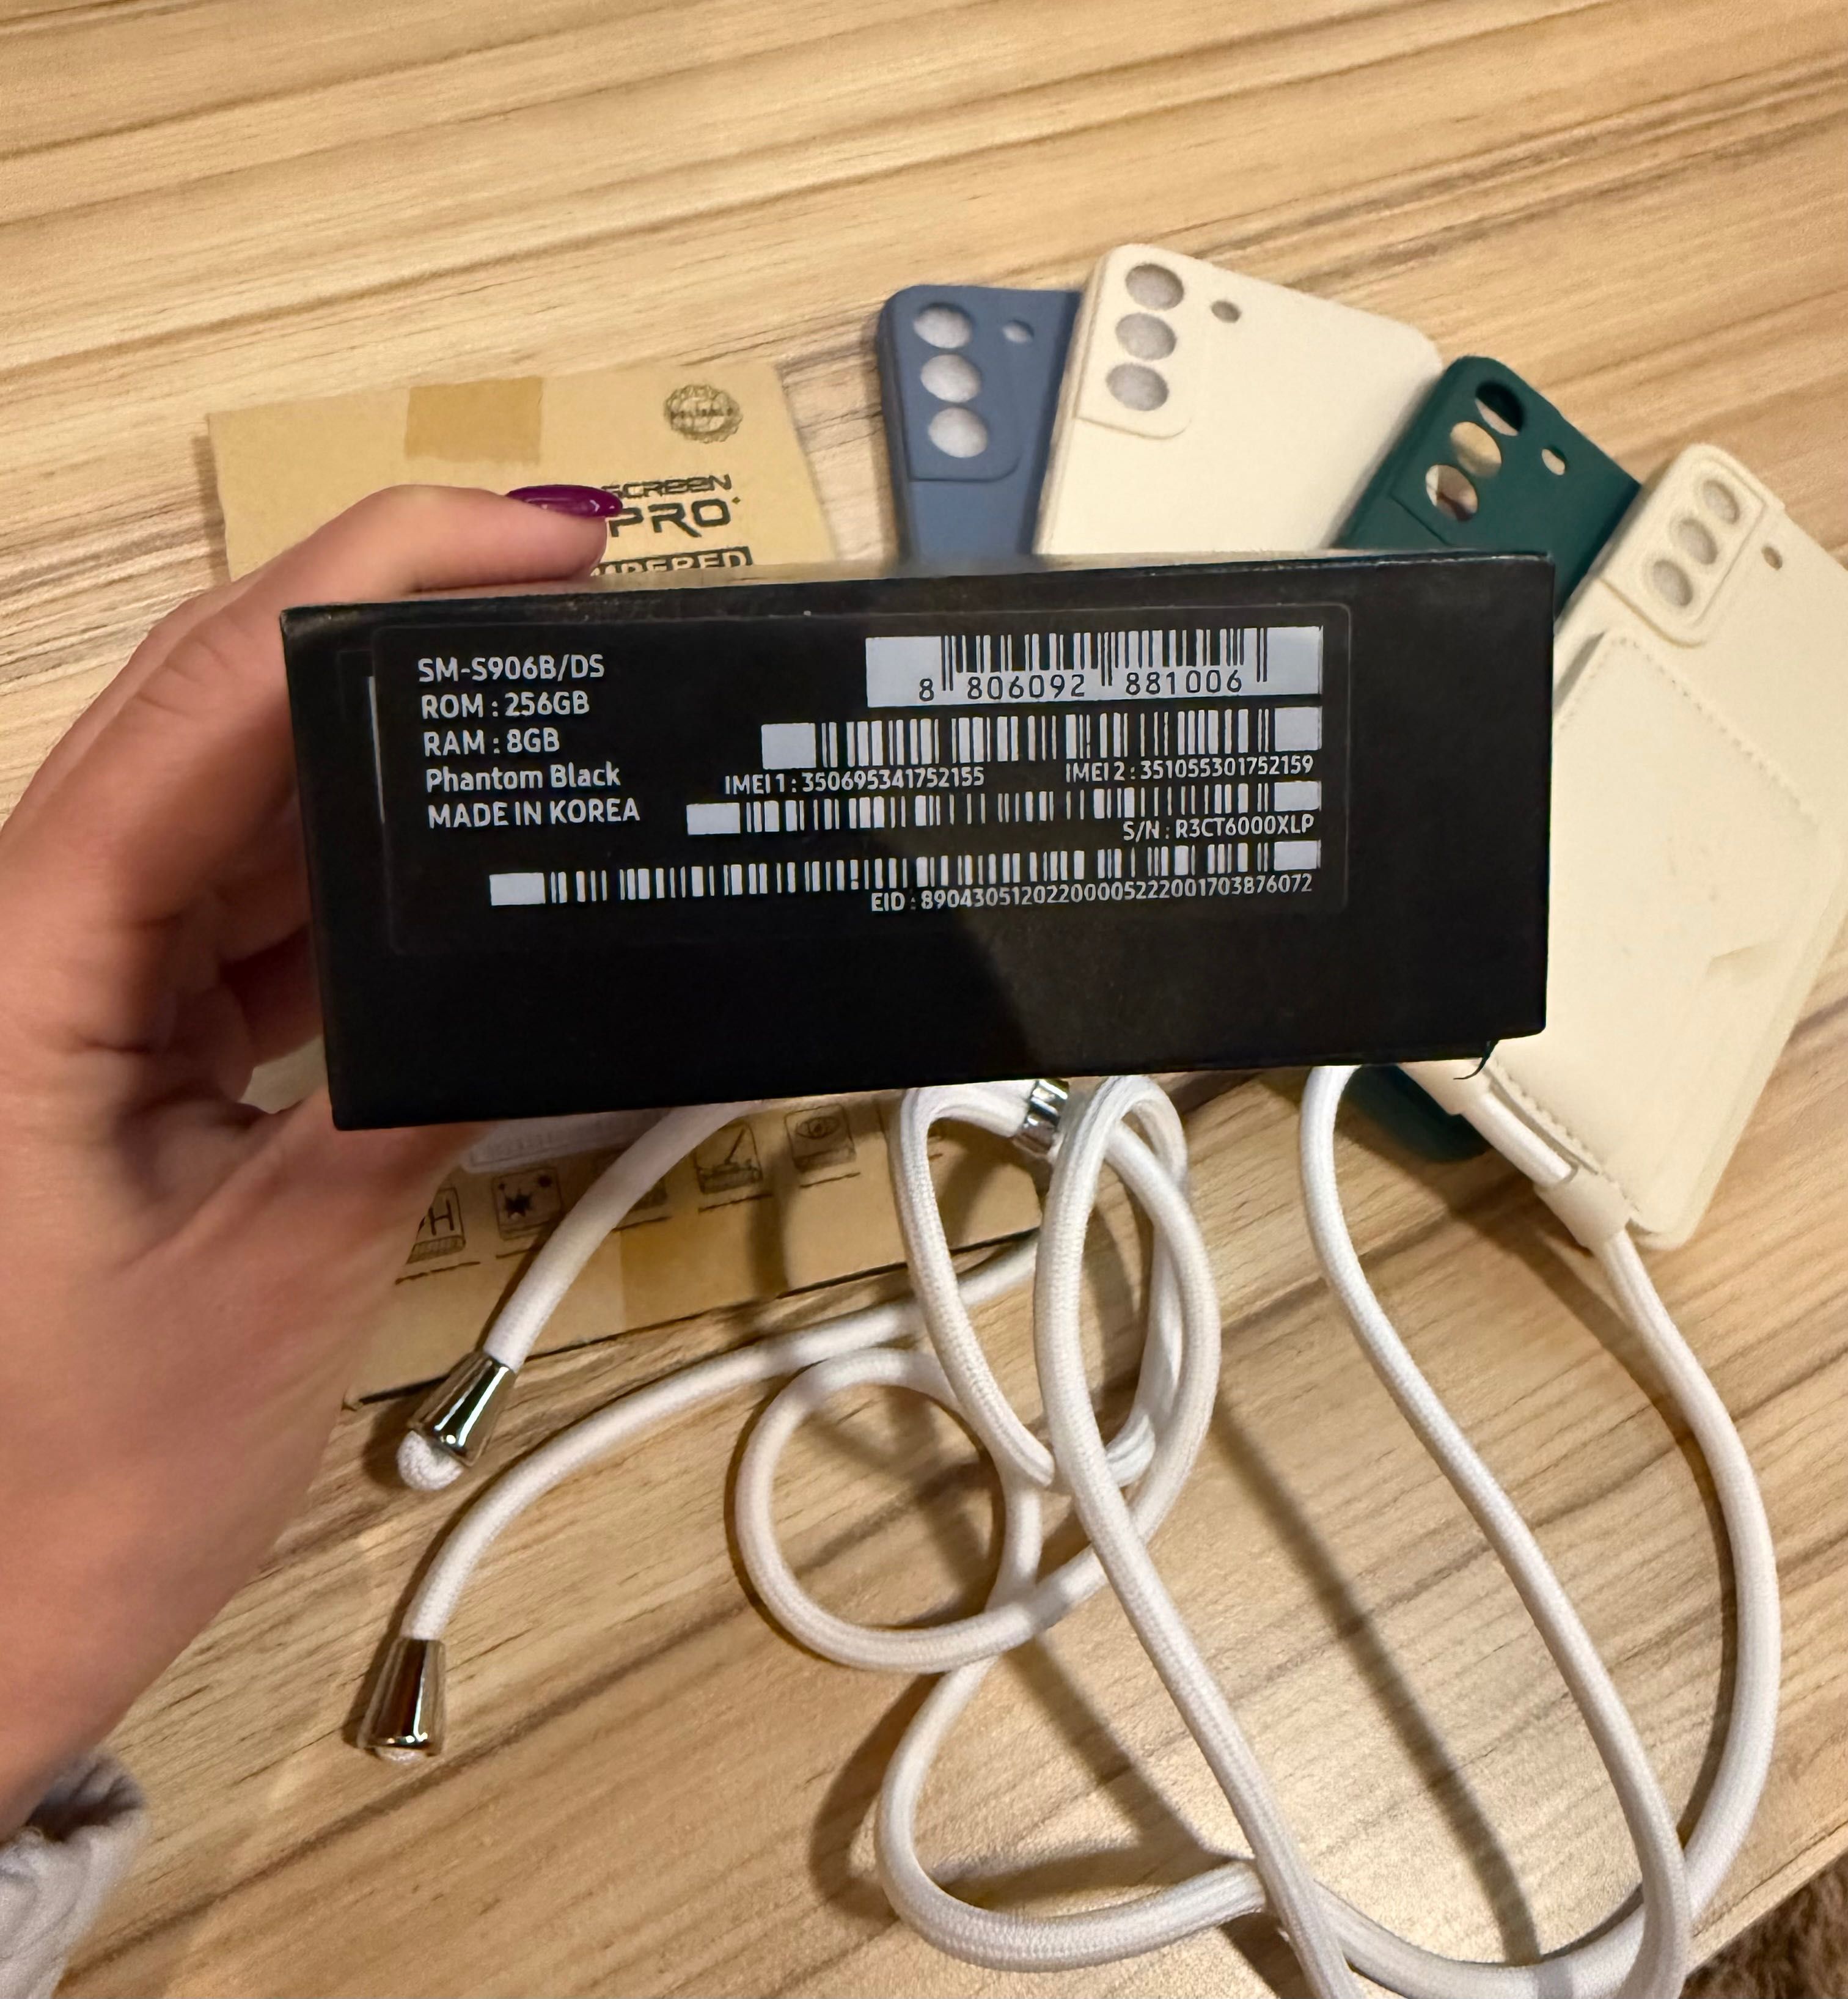 SCREEN
PRO+
SM-S906B/DS
ROM : 256GB
RAM : 8GB
Phantom Black
MADE IN KOREA
8 806092 881006
IMEI 1 : 350695341752155
IMEI 2 : 351055301752159
S/N : R3CT6000XLP
EID : 89043051202200005222001703876072